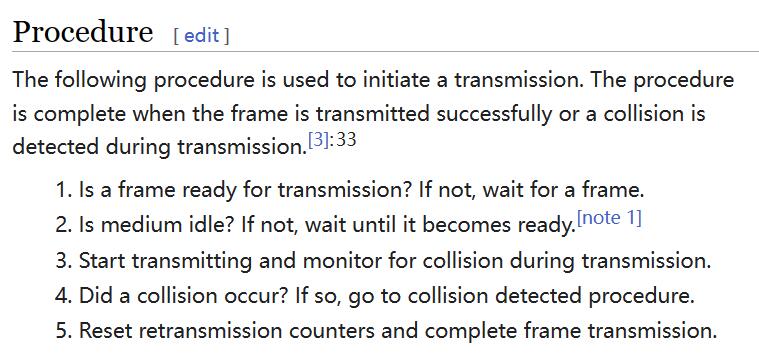 Procedure [ edit ]
The following procedure is used to initiate a transmission. The procedure
is complete when the frame is transmitted successfully or a collision is
detected during transmission.[3]:33
1. Is a frame ready for transmission? If not, wait for a frame.
2. Is medium idle? If not, wait until it becomes ready.[note 1]
3. Start transmitting and monitor for collision during transmission.
4. Did a collision occur? If so, go to collision detected procedure.
5. Reset retransmission counters and complete frame transmission.